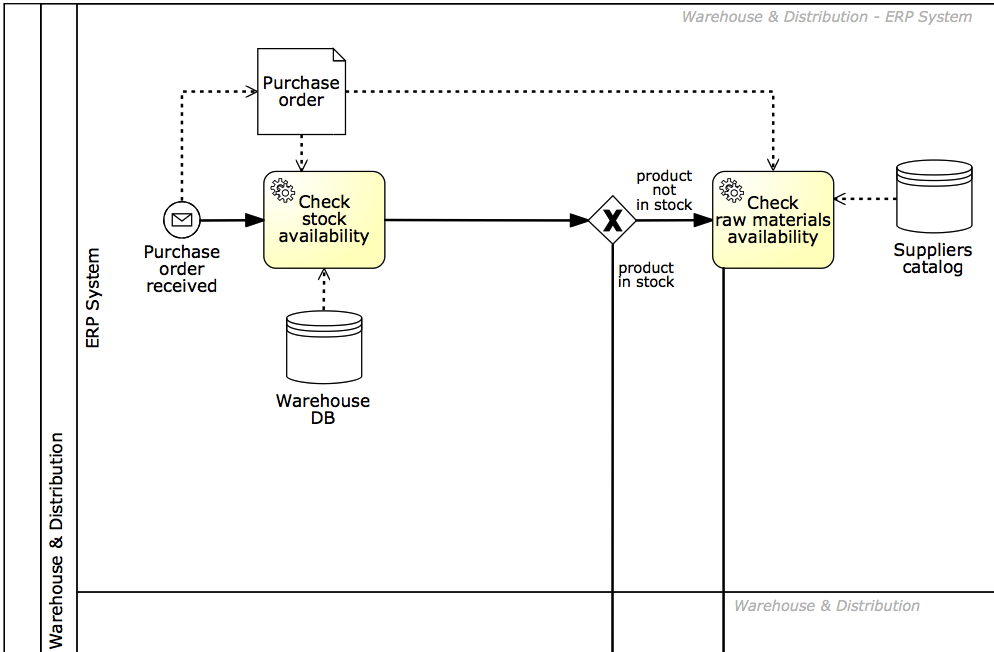 Warehouse & Distribution - ERP System
Purchase
order
product
not
in stock
Check
stock
availability
Check
raw materials
availability
X
Purchase
order
received
Suppliers
catalog
product
in stock
ERP System
Warehouse
DB
Warehouse & Distribution
Warehouse & Distribution